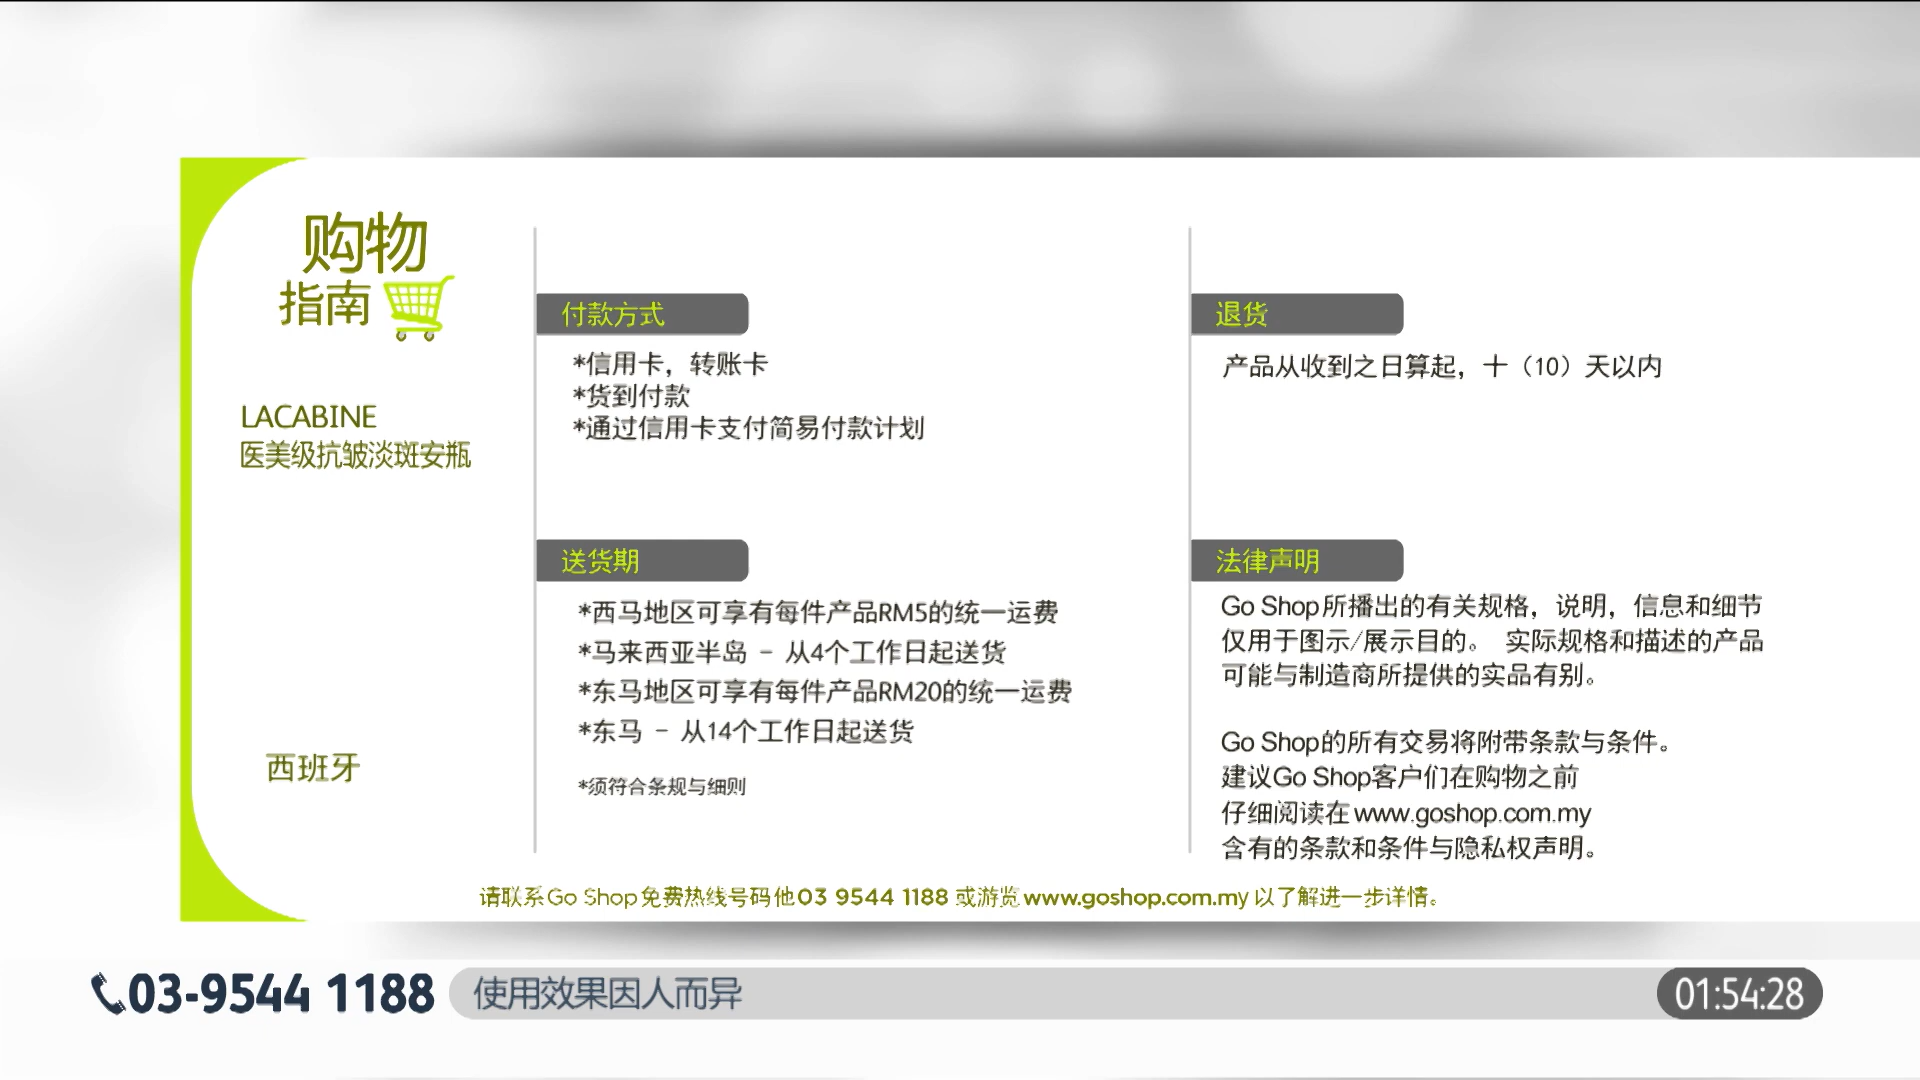 购物
指南
LACABINE
医美级抗皱淡斑安瓶
西班牙
付款方式
*信用卡，转账卡
*货到付款
*通过信用卡支付简易付款计划
送货期
*西马地区可享有每件产品RM5的统一运费
*马来西亚半岛 - 从4个工作日起送货
*东马地区可享有每件产品RM20的统一运费
*东马 - 从14个工作日起送货
*须符合条规与细则
退货
产品从收到之日算起，十（10）天以内
法律声明
Go Shop所播出的有关规格，说明，信息和细节
仅用于图示/展示目的。 实际规格和描述的产品
可能与制造商所提供的实品有别。
Go Shop的所有交易将附带条款与条件。
建议Go Shop客户们在购物之前
仔细阅读在www.goshop.com.my
含有的条款和条件与隐私权声明。
请联系Go Shop免费热线号码他03 9544 1188 或游览www.goshop.com.my 以了解进一步详情。
03-9544 1188
使用效果因人而异
01:54:28